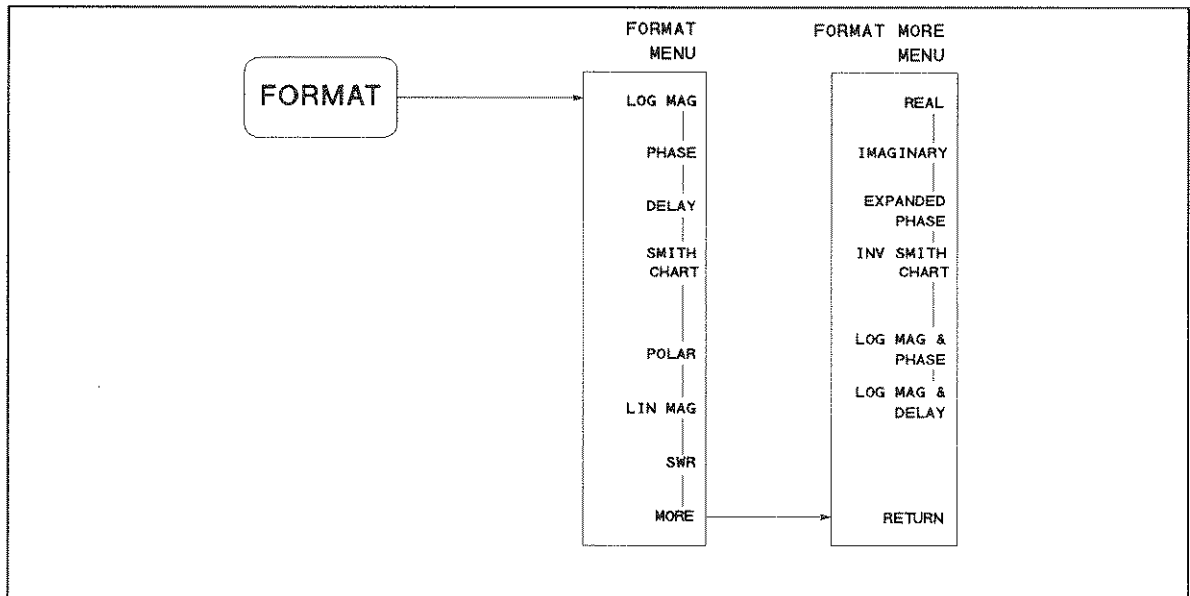 FORMAT
FORMAT
MENU
LOG MAG
PHASE
DELAY
SMITH
CHART
POLAR
LIN MAG
SWR
MORE
FORMAT MORE
MENU
REAL
IMAGINARY
EXPANDED
PHASE
INV SMITH
CHART
LOG MAG &
PHASE
LOG MAG &
DELAY
RETURN